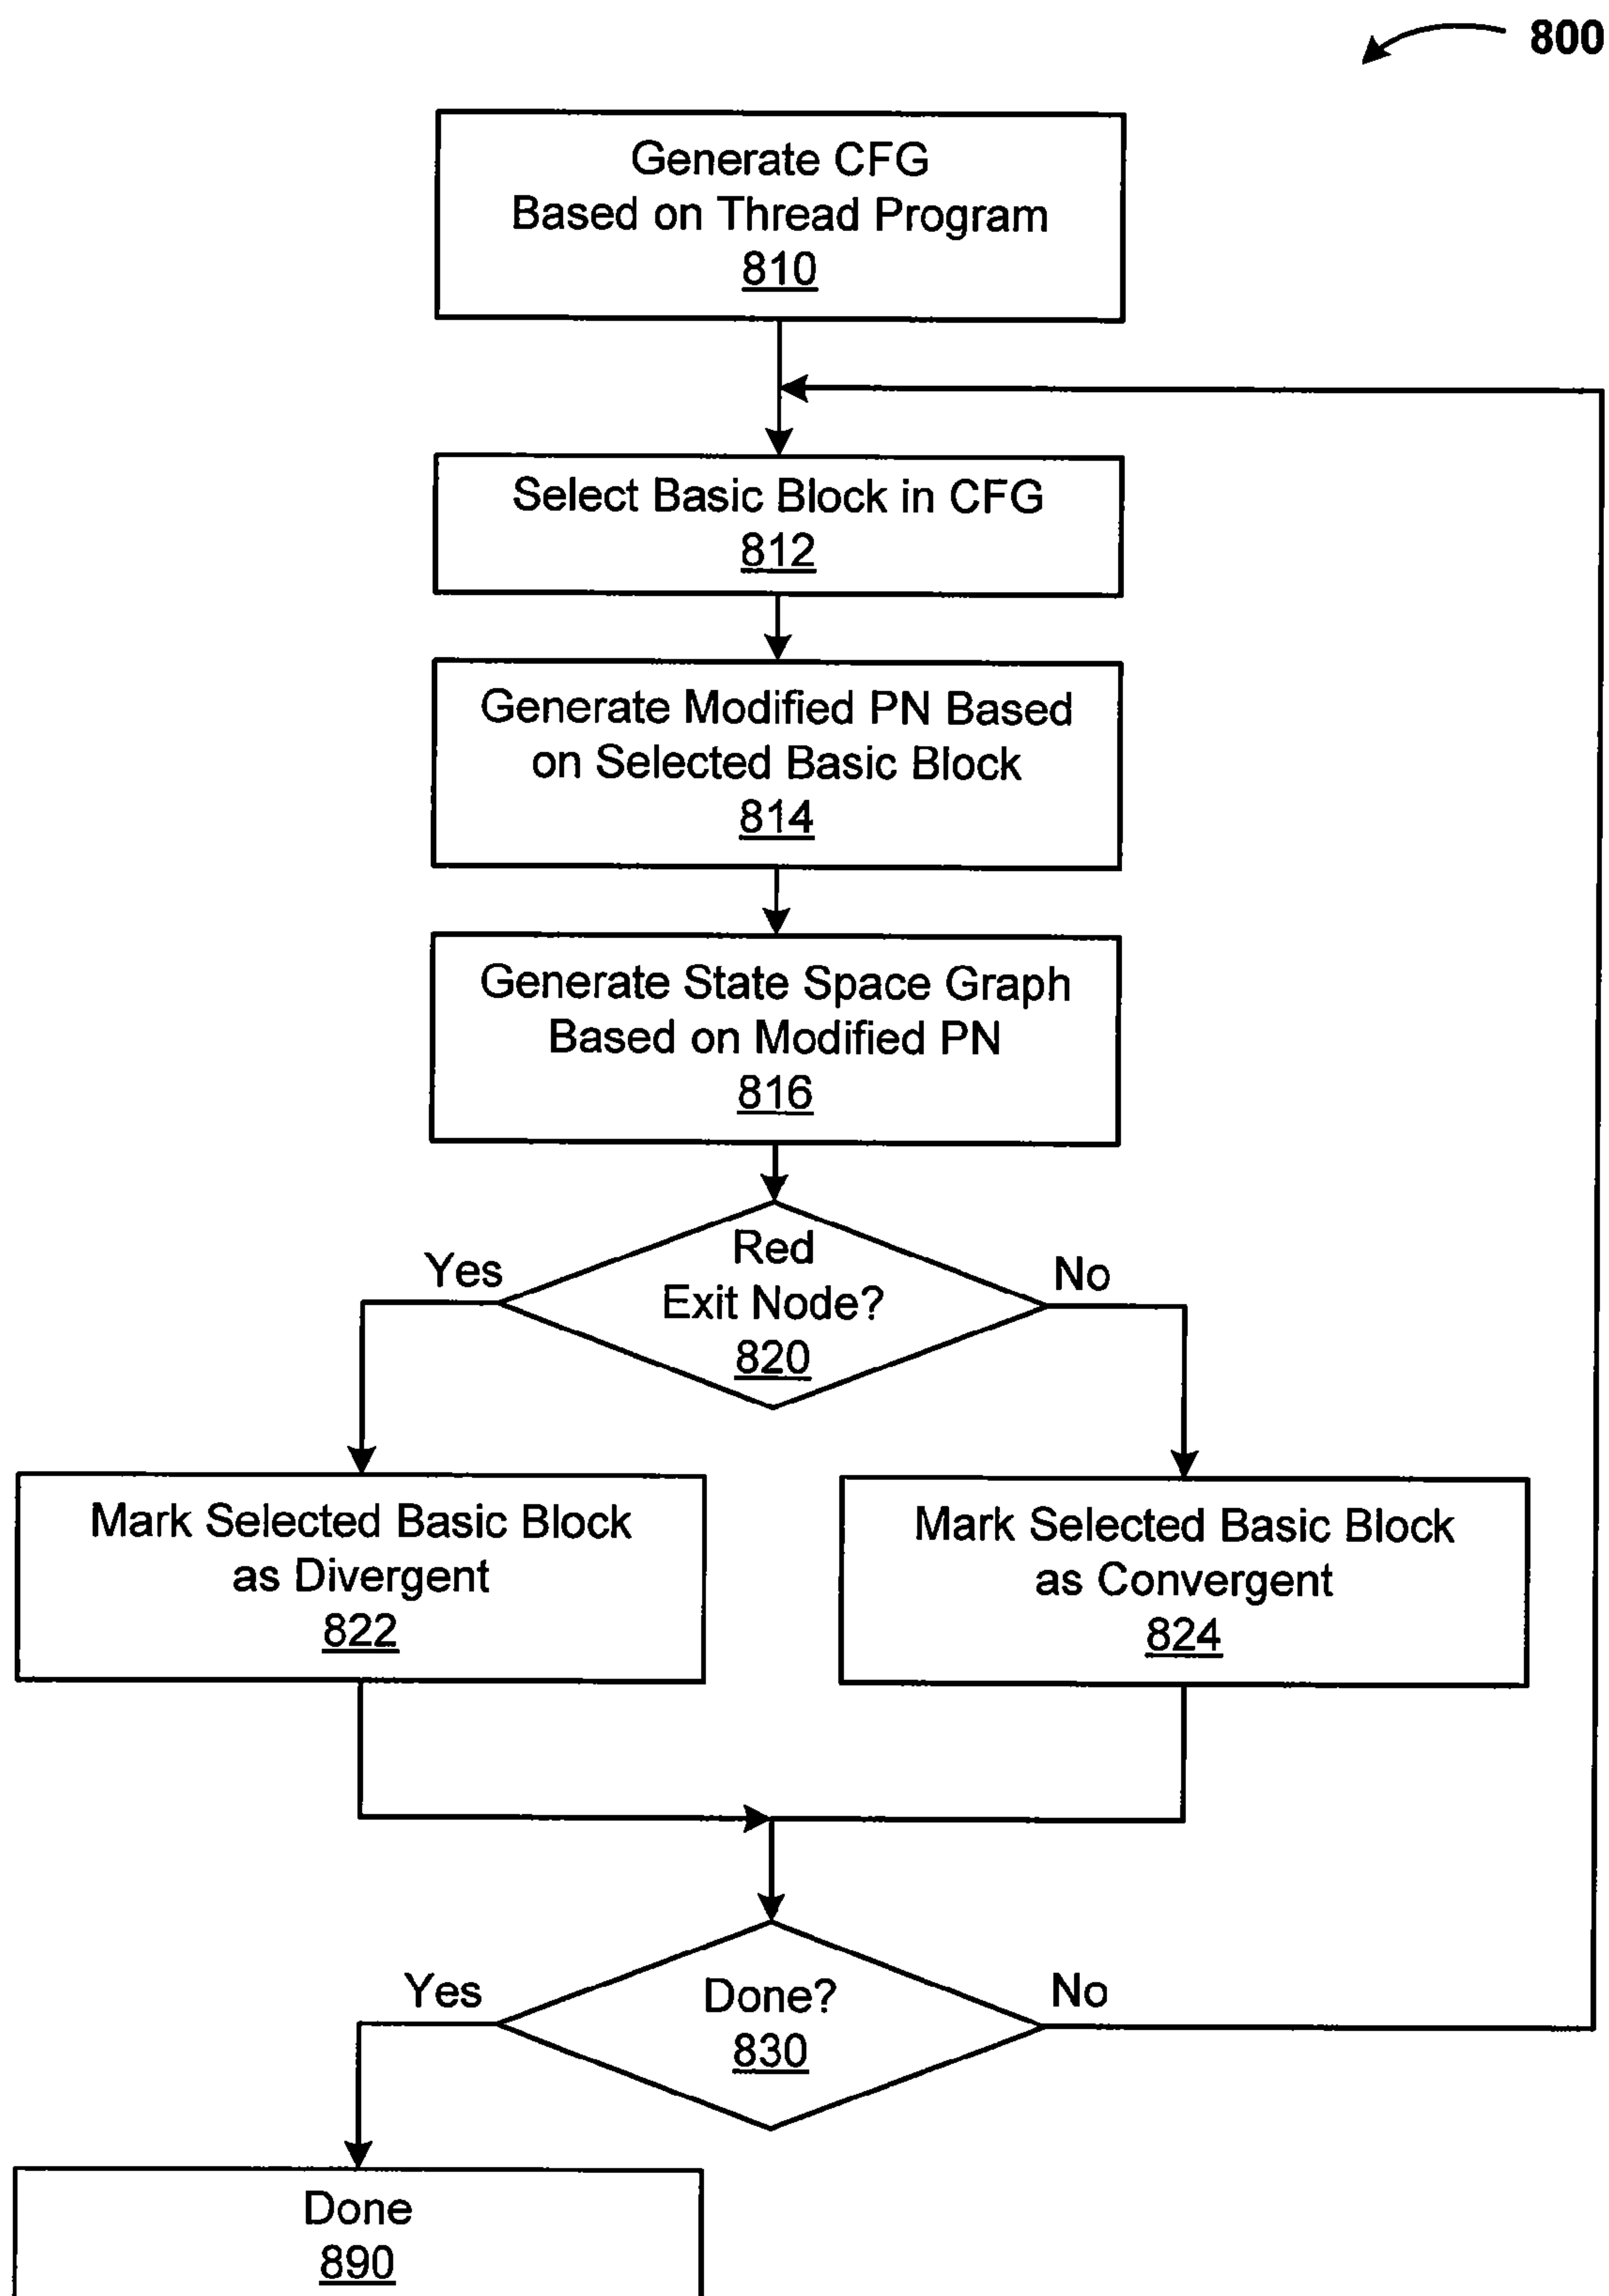 800
Generate CFG
Based on Thread Program
810
Select Basic Block in CFG
812
Generate Modified PN Based
on Selected Basic Block
814
Generate State Space Graph
Based on Modified PN
816
Red
Exit Node?
820
Yes
No
Mark Selected Basic Block
as Divergent
822
Mark Selected Basic Block
as Convergent
824
Done?
830
Yes
No
Done
890